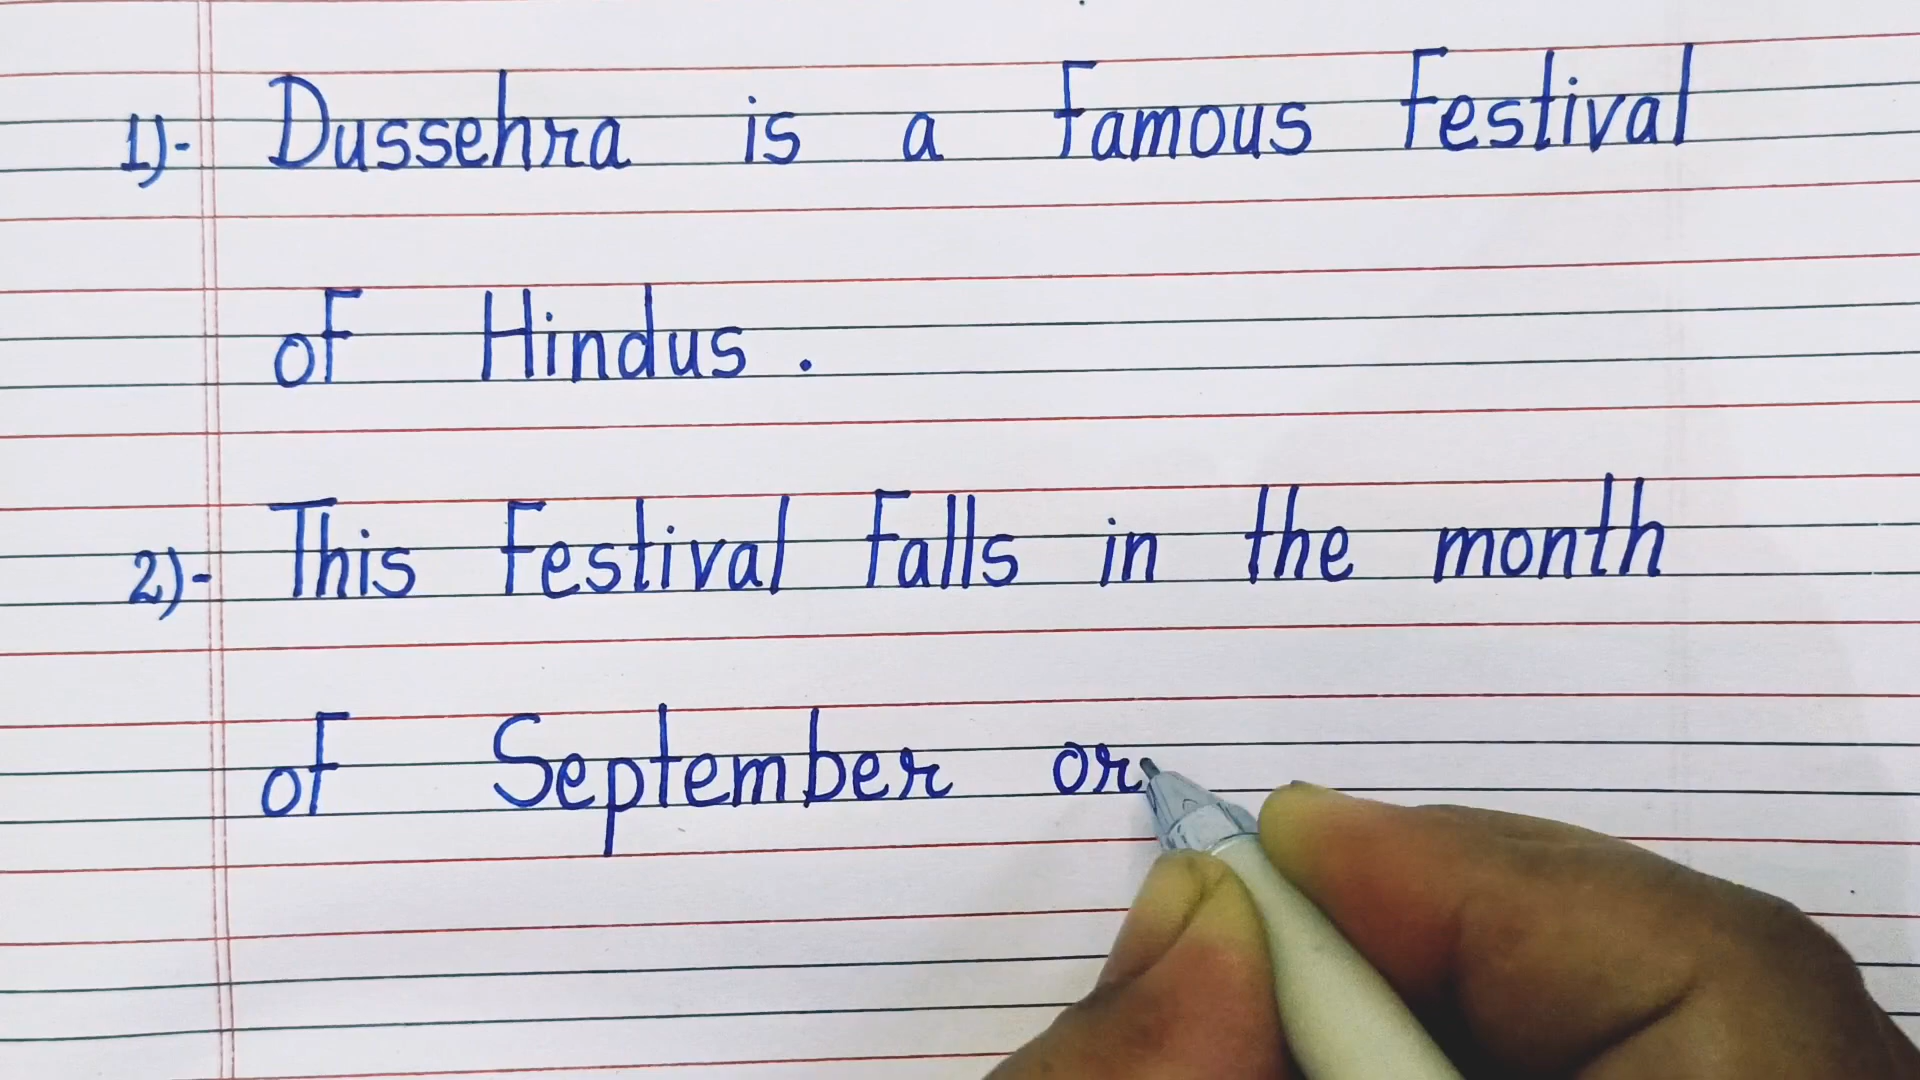 1)- Dussehra is a famous festival
of Hindus.
2)- This festival falls in the month
of September or